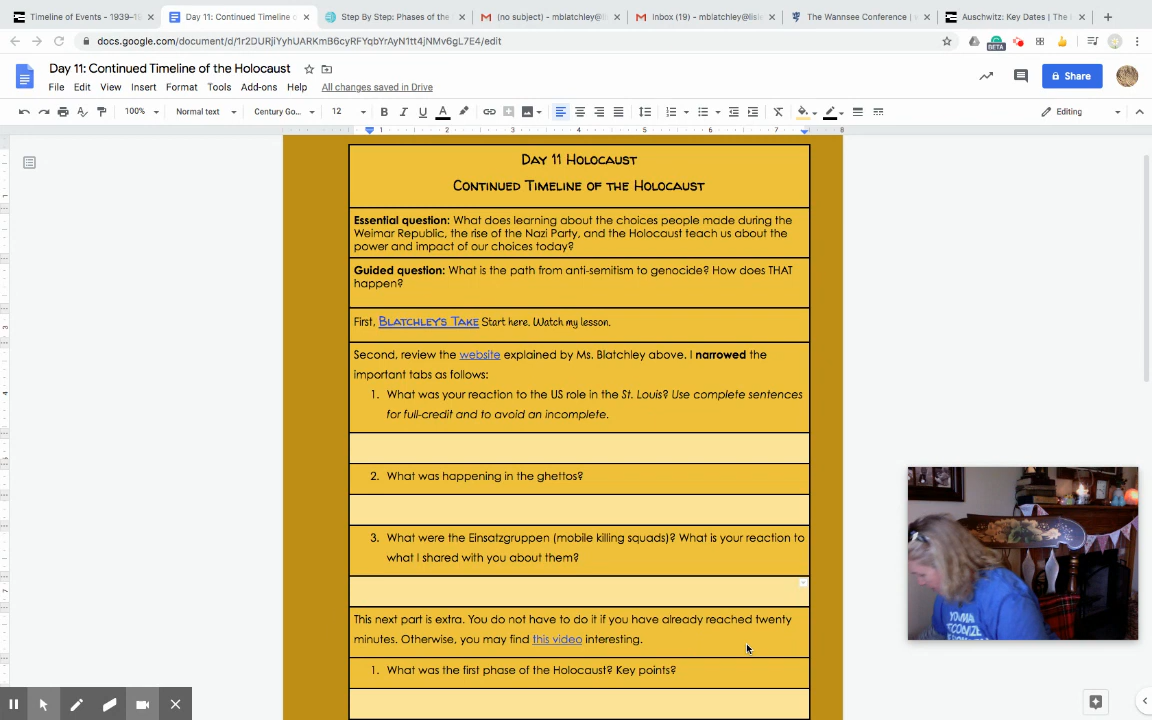 Timeline of Events - 1939–19
Day 11: Continued Timeline o
Step By Step: Phases of the
(no subject) - mblatchley@lis
Inbox (19) - mblatchley@lisle
The Wannsee Conference |
Auschwitz: Key Dates | The H
docs.google.com/document/d/1r2DURjiYyhUARKmB6cyRFYqbYrAyN1tt4jNMv6gL7E4/edit
BETA
Day 11: Continued Timeline of the Holocaust
Share
File Edit View Insert Format Tools Add-ons Help All changes saved in Drive
100% Normal text Century Go... 12 B I U A Editing
1 2 3 4 5 6 7 8
Day 11 Holocaust
Continued Timeline of the Holocaust
Essential question: What does learning about the choices people made during the
Weimar Republic, the rise of the Nazi Party, and the Holocaust teach us about the
power and impact of our choices today?
Guided question: What is the path from anti-semitism to genocide? How does THAT
happen?
First, Blatchley's Take Start here. Watch my lesson.
Second, review the website explained by Ms. Blatchley above. I narrowed the
important tabs as follows:
1. What was your reaction to the US role in the St. Louis? Use complete sentences
for full-credit and to avoid an incomplete.
2. What was happening in the ghettos?
3. What were the Einsatzgruppen (mobile killing squads)? What is your reaction to
what I shared with you about them?
This next part is extra. You do not have to do it if you have already reached twenty
minutes. Otherwise, you may find this video interesting.
1. What was the first phase of the Holocaust? Key points?